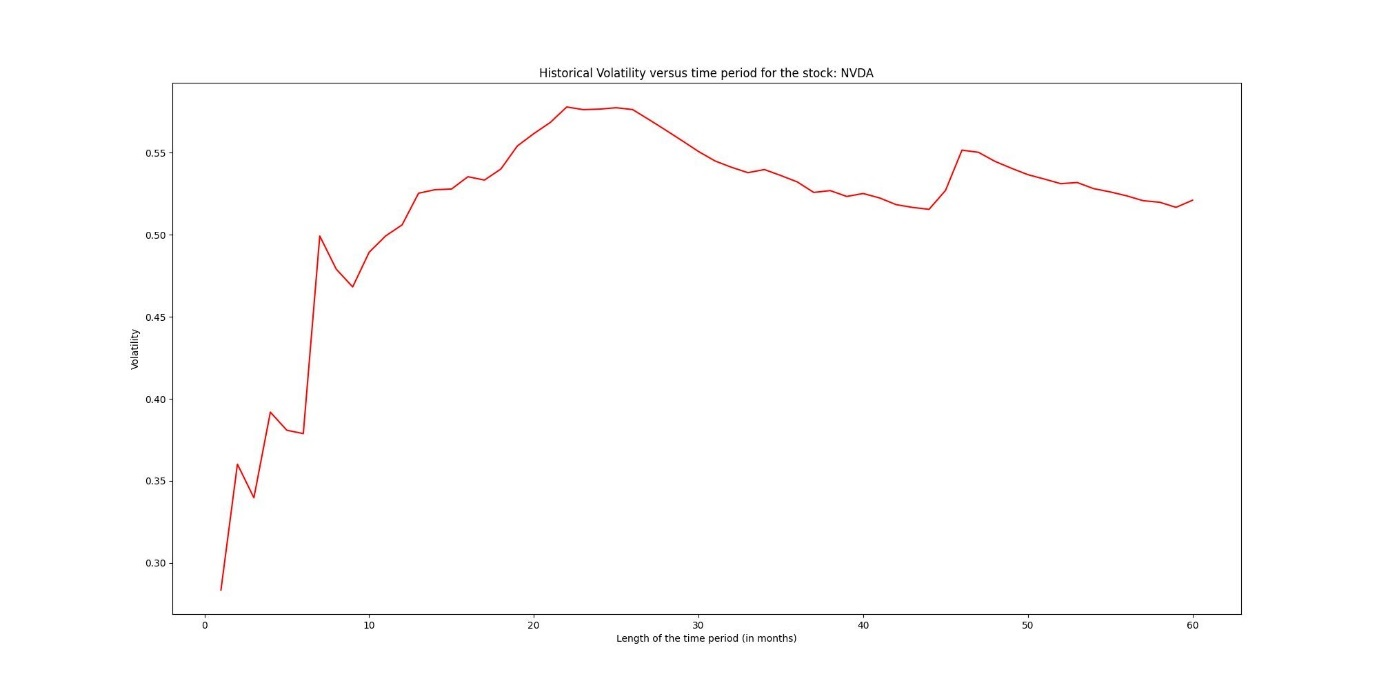 Historical Volatility versus time period for the stock: NVDA
0.55
0.50
0.45
0.40
0.35
0.30
Volatility
0 10 20 30 40 50 60
Length of the time period (in months)